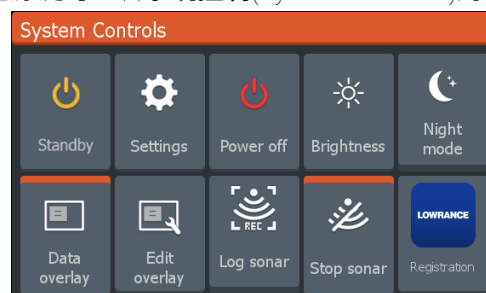 System Controls
Standby
Settings
Power off
Brightness
Night
mode
Data
overlay
Edit
overlay
REC
Log sonar
Stop sonar
LOWRANCE
Registration